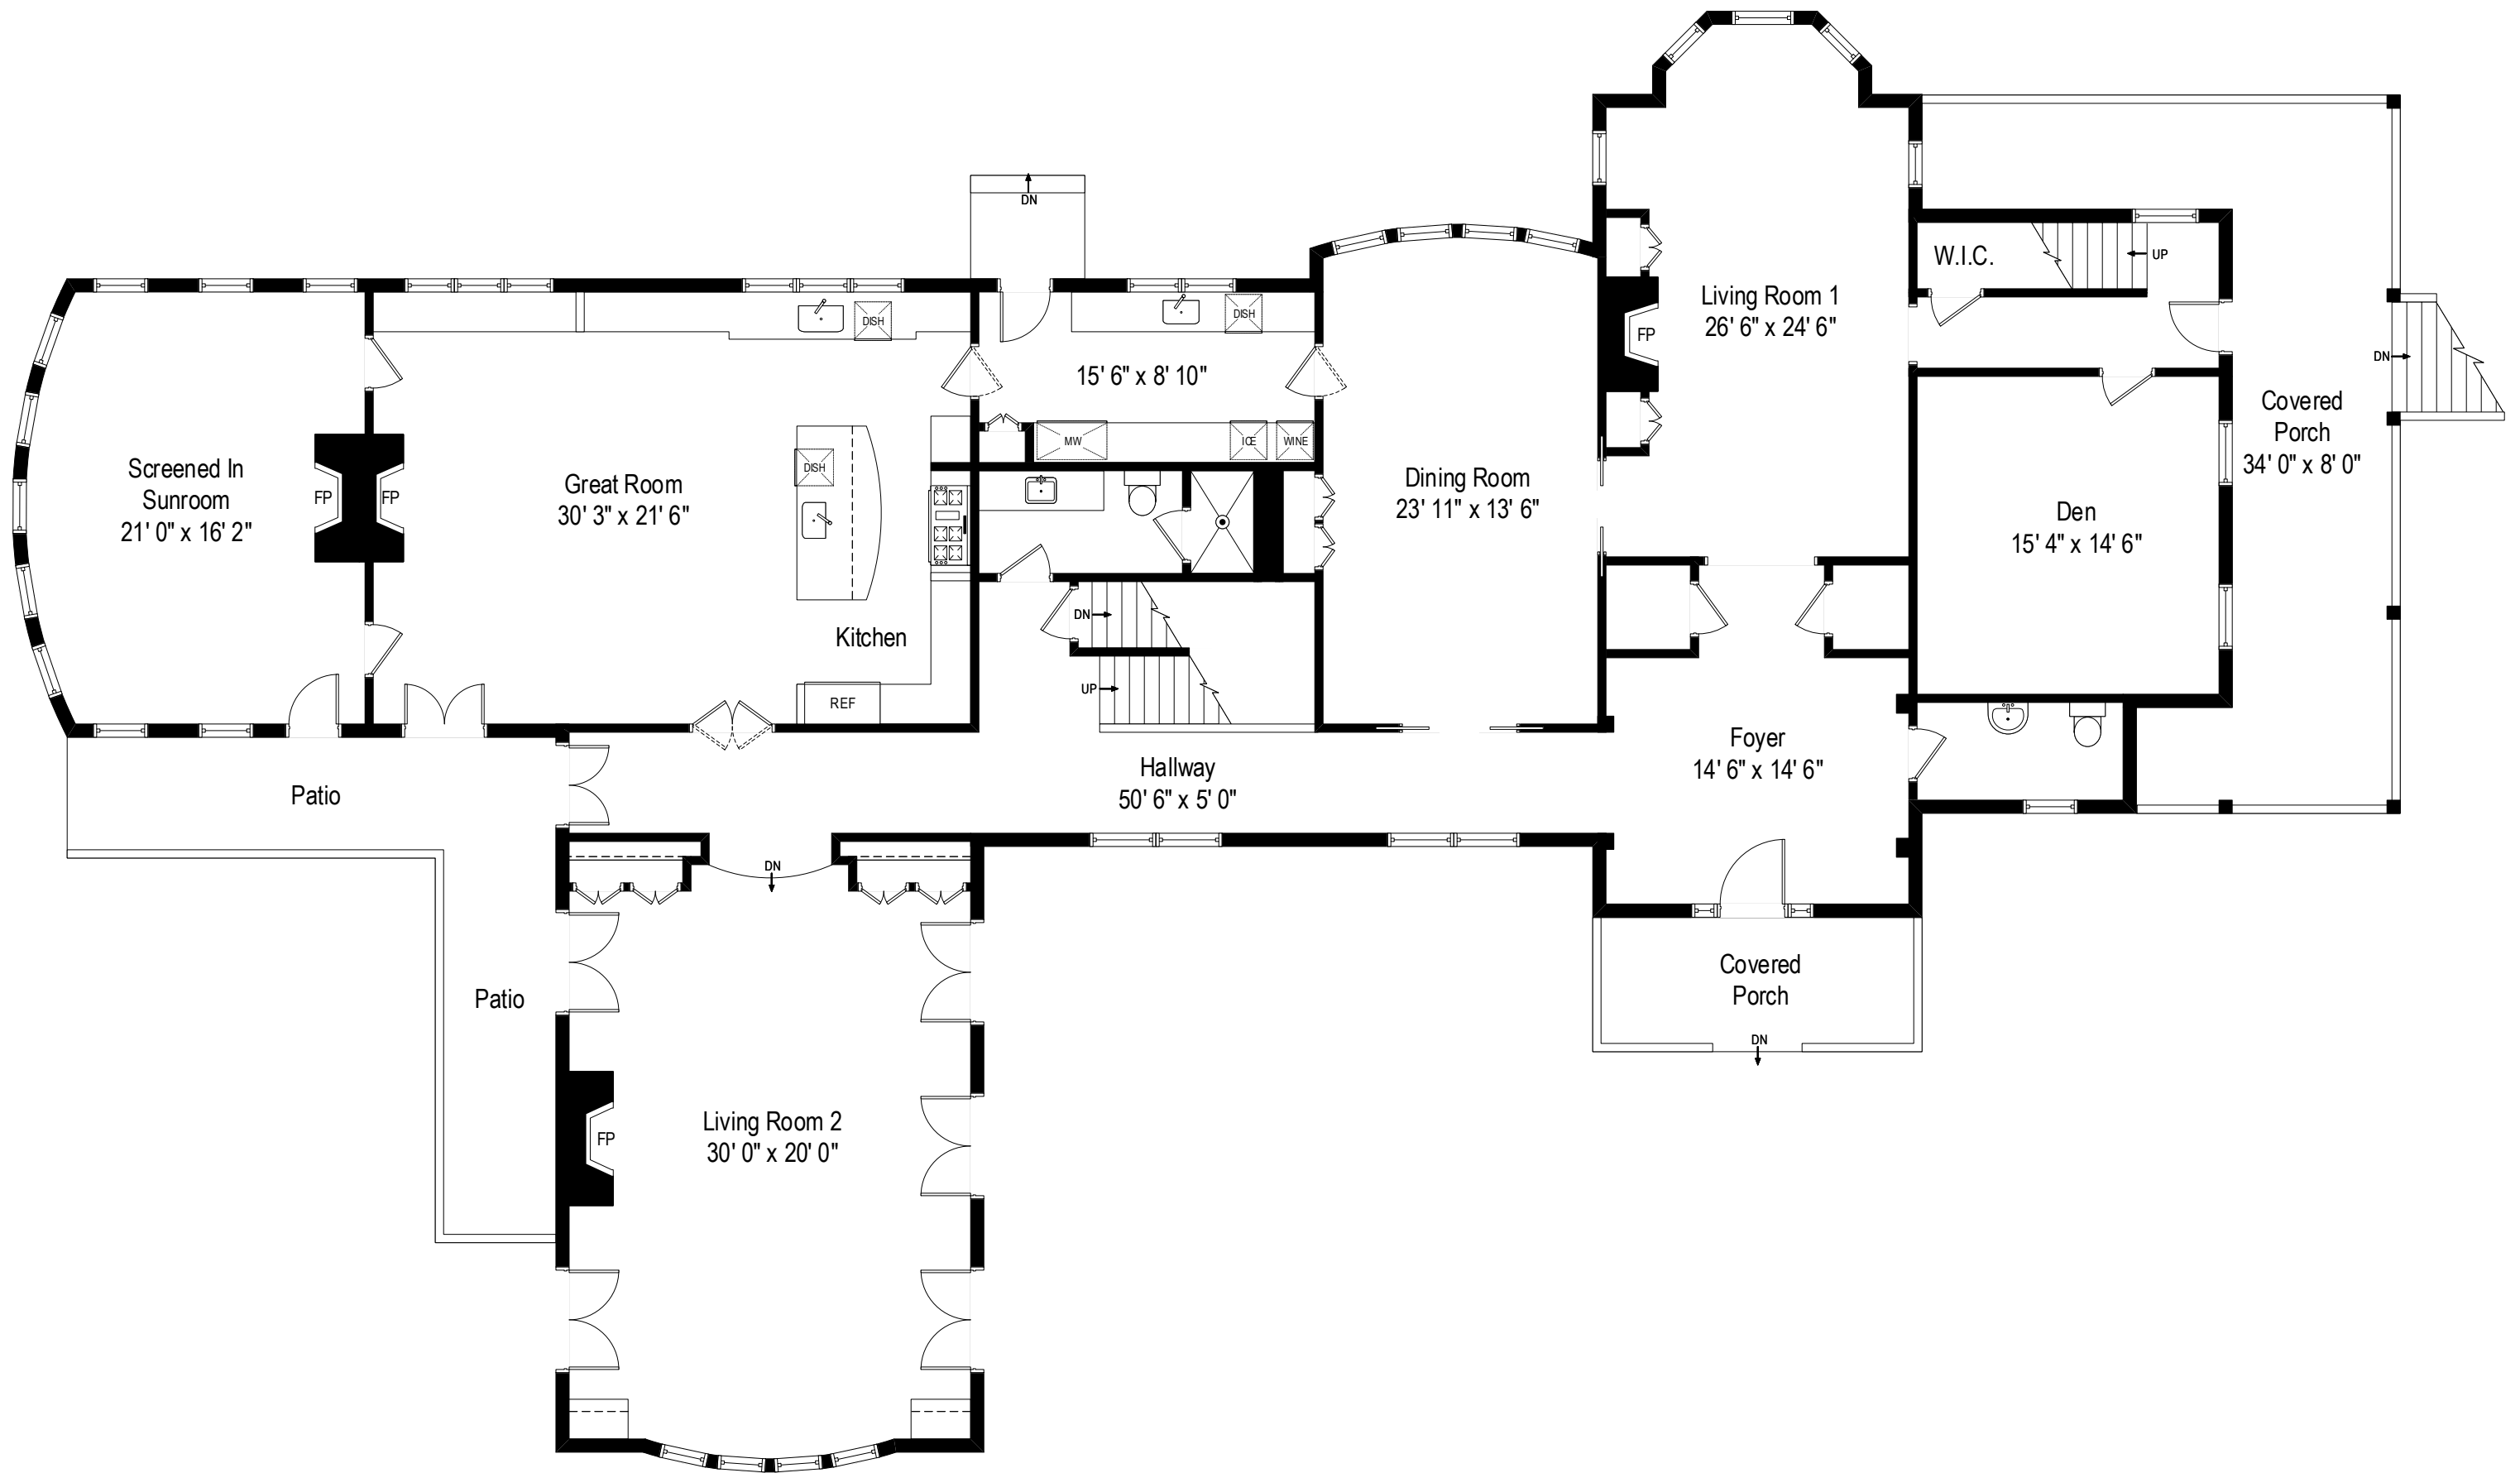 DN
W.I.C.
UP
DISH
DISH
Living Room 1
26' 6" x 24' 6"
FP
DN
15' 6" x 8' 10"
Covered
Porch
34' 0" x 8' 0"
MW
ICE
WINE
Screened In
Sunroom
21' 0" x 16' 2"
FP
FP
Great Room
30' 3" x 21' 6"
DISH
Dining Room
23' 11" x 13' 6"
Den
15' 4" x 14' 6"
DN
Kitchen
UP
REF
Foyer
14' 6" x 14' 6"
Hallway
50' 6" x 5' 0"
Patio
DN
Covered
Porch
DN
Patio
Living Room 2
30' 0" x 20' 0"
FP